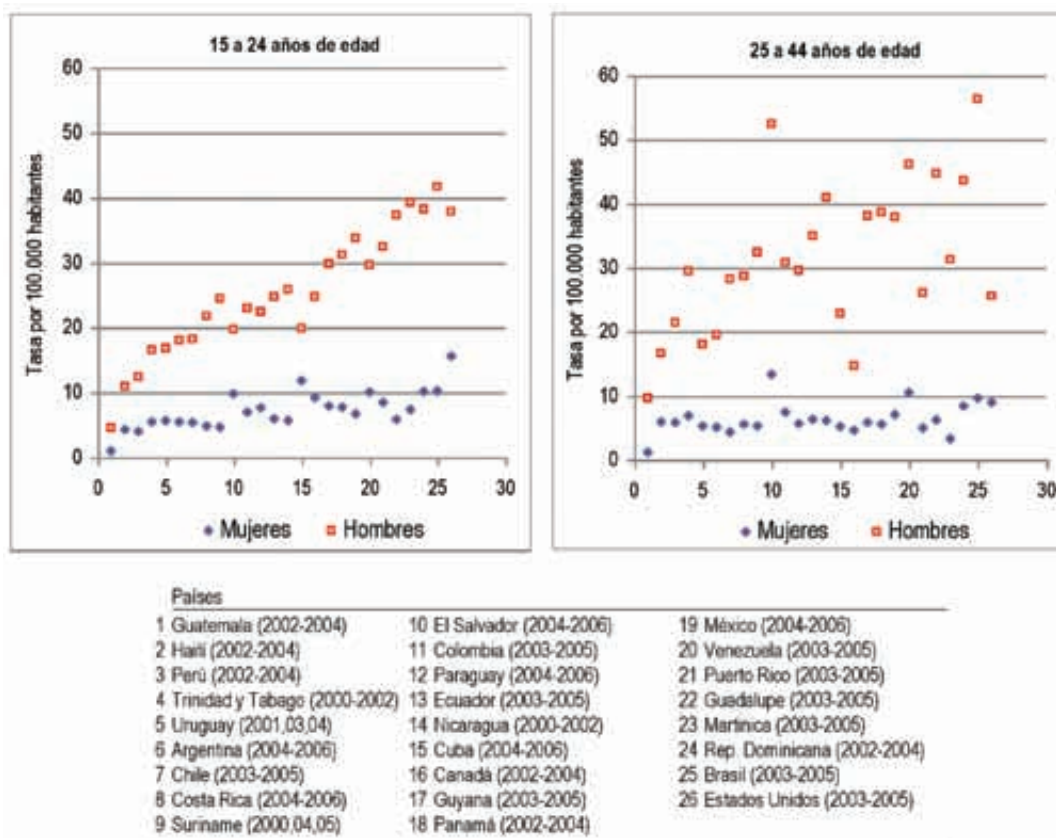 15 a 24 años de edad
60
50
40
30
20
10
0
Tasa por 100.000 habitantes
0 5 10 15 20 25 30
Mujeres Hombres
25 a 44 años de edad
60
50
40
30
20
10
0
Tasa por 100.000 habitantes
0 5 10 15 20 25 30
Mujeres Hombres
Países
1 Guatemala (2002-2004)
2 Haití (2002-2004)
3 Perú (2002-2004)
4 Trinidad y Tabago (2000-2002)
5 Uruguay (2001,03,04)
6 Argentina (2004-2006)
7 Chile (2003-2005)
8 Costa Rica (2004-2006)
9 Suriname (2000,04,05)
10 El Salvador (2004-2006)
11 Colombia (2003-2005)
12 Paraguay (2004-2006)
13 Ecuador (2003-2005)
14 Nicaragua (2000-2002)
15 Cuba (2004-2006)
16 Canadá (2002-2004)
17 Guyana (2003-2005)
18 Panamá (2002-2004)
19 México (2004-2006)
20 Venezuela (2003-2005)
21 Puerto Rico (2003-2005)
22 Guadalupe (2003-2005)
23 Martinica (2003-2005)
24 Rep. Dominicana (2002-2004)
25 Brasil (2003-2005)
26 Estados Unidos (2003-2005)